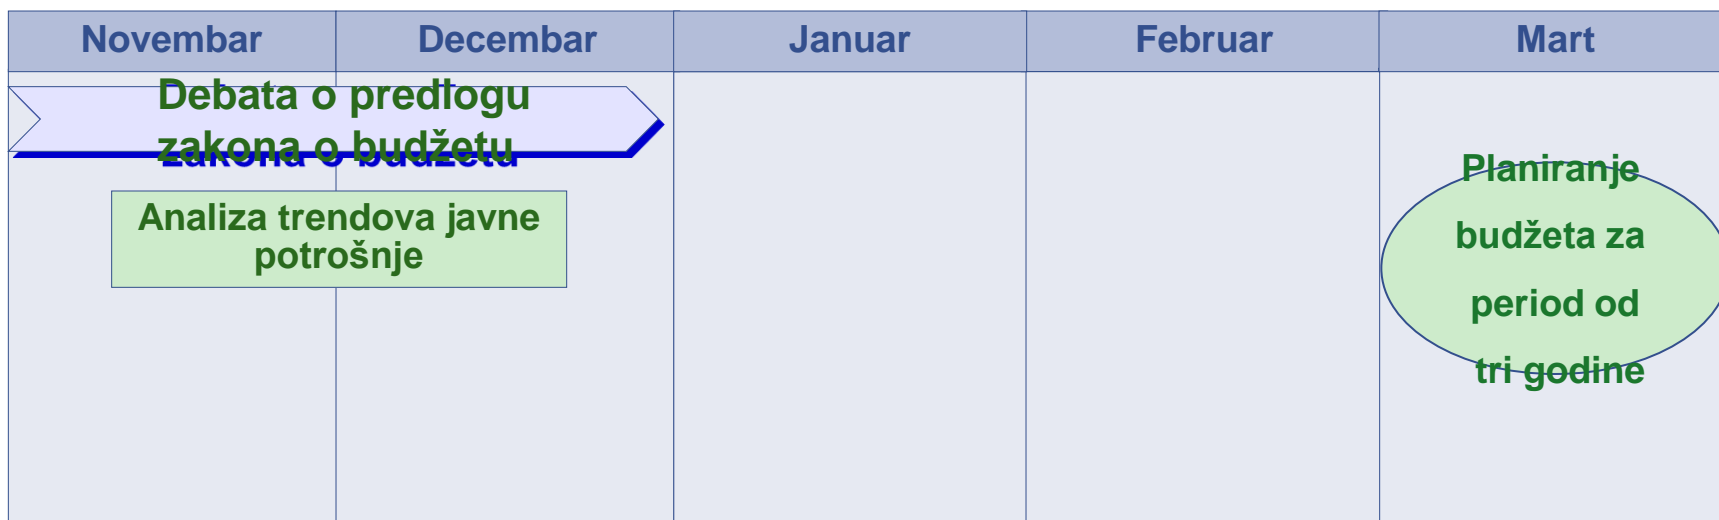 Novembar Decembar Januar Februar Mart
Debata o predlogu
zakona o budžetu
Analiza trendova javne
potrošnje
Planiranje
budžeta za
period od
tri godine